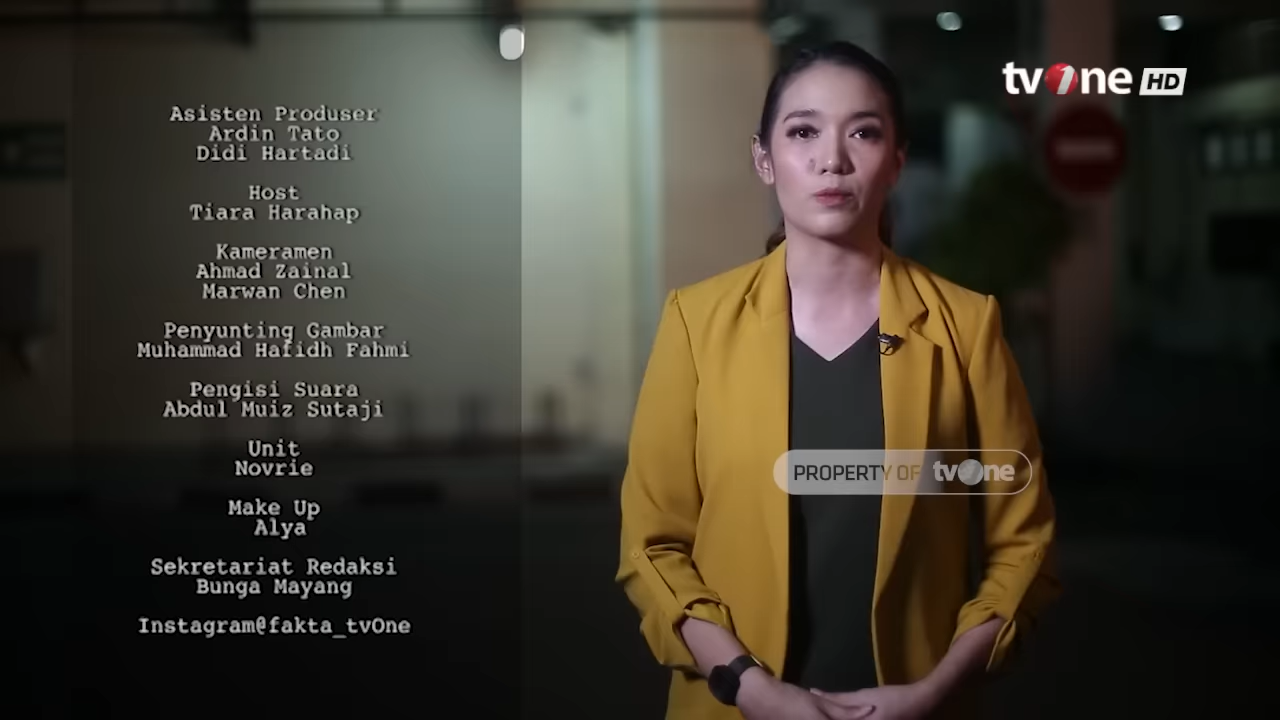 Asisten Produser
Ardin Tato
Didi Hartadi
Host
Tiara Harahap
Kameramen
Ahmad Zainal
Marwan Chen
Penyunting Gambar
Muhammad Hafidh Fahmi
Pengisi Suara
Abdul Muiz Sutaji
Unit
Novrie
Make Up
Alya
Sekretariat Redaksi
Bunga Mayang
Instagram@fakta_tvOne
tvOne HD
PROPERTY OF tvOne